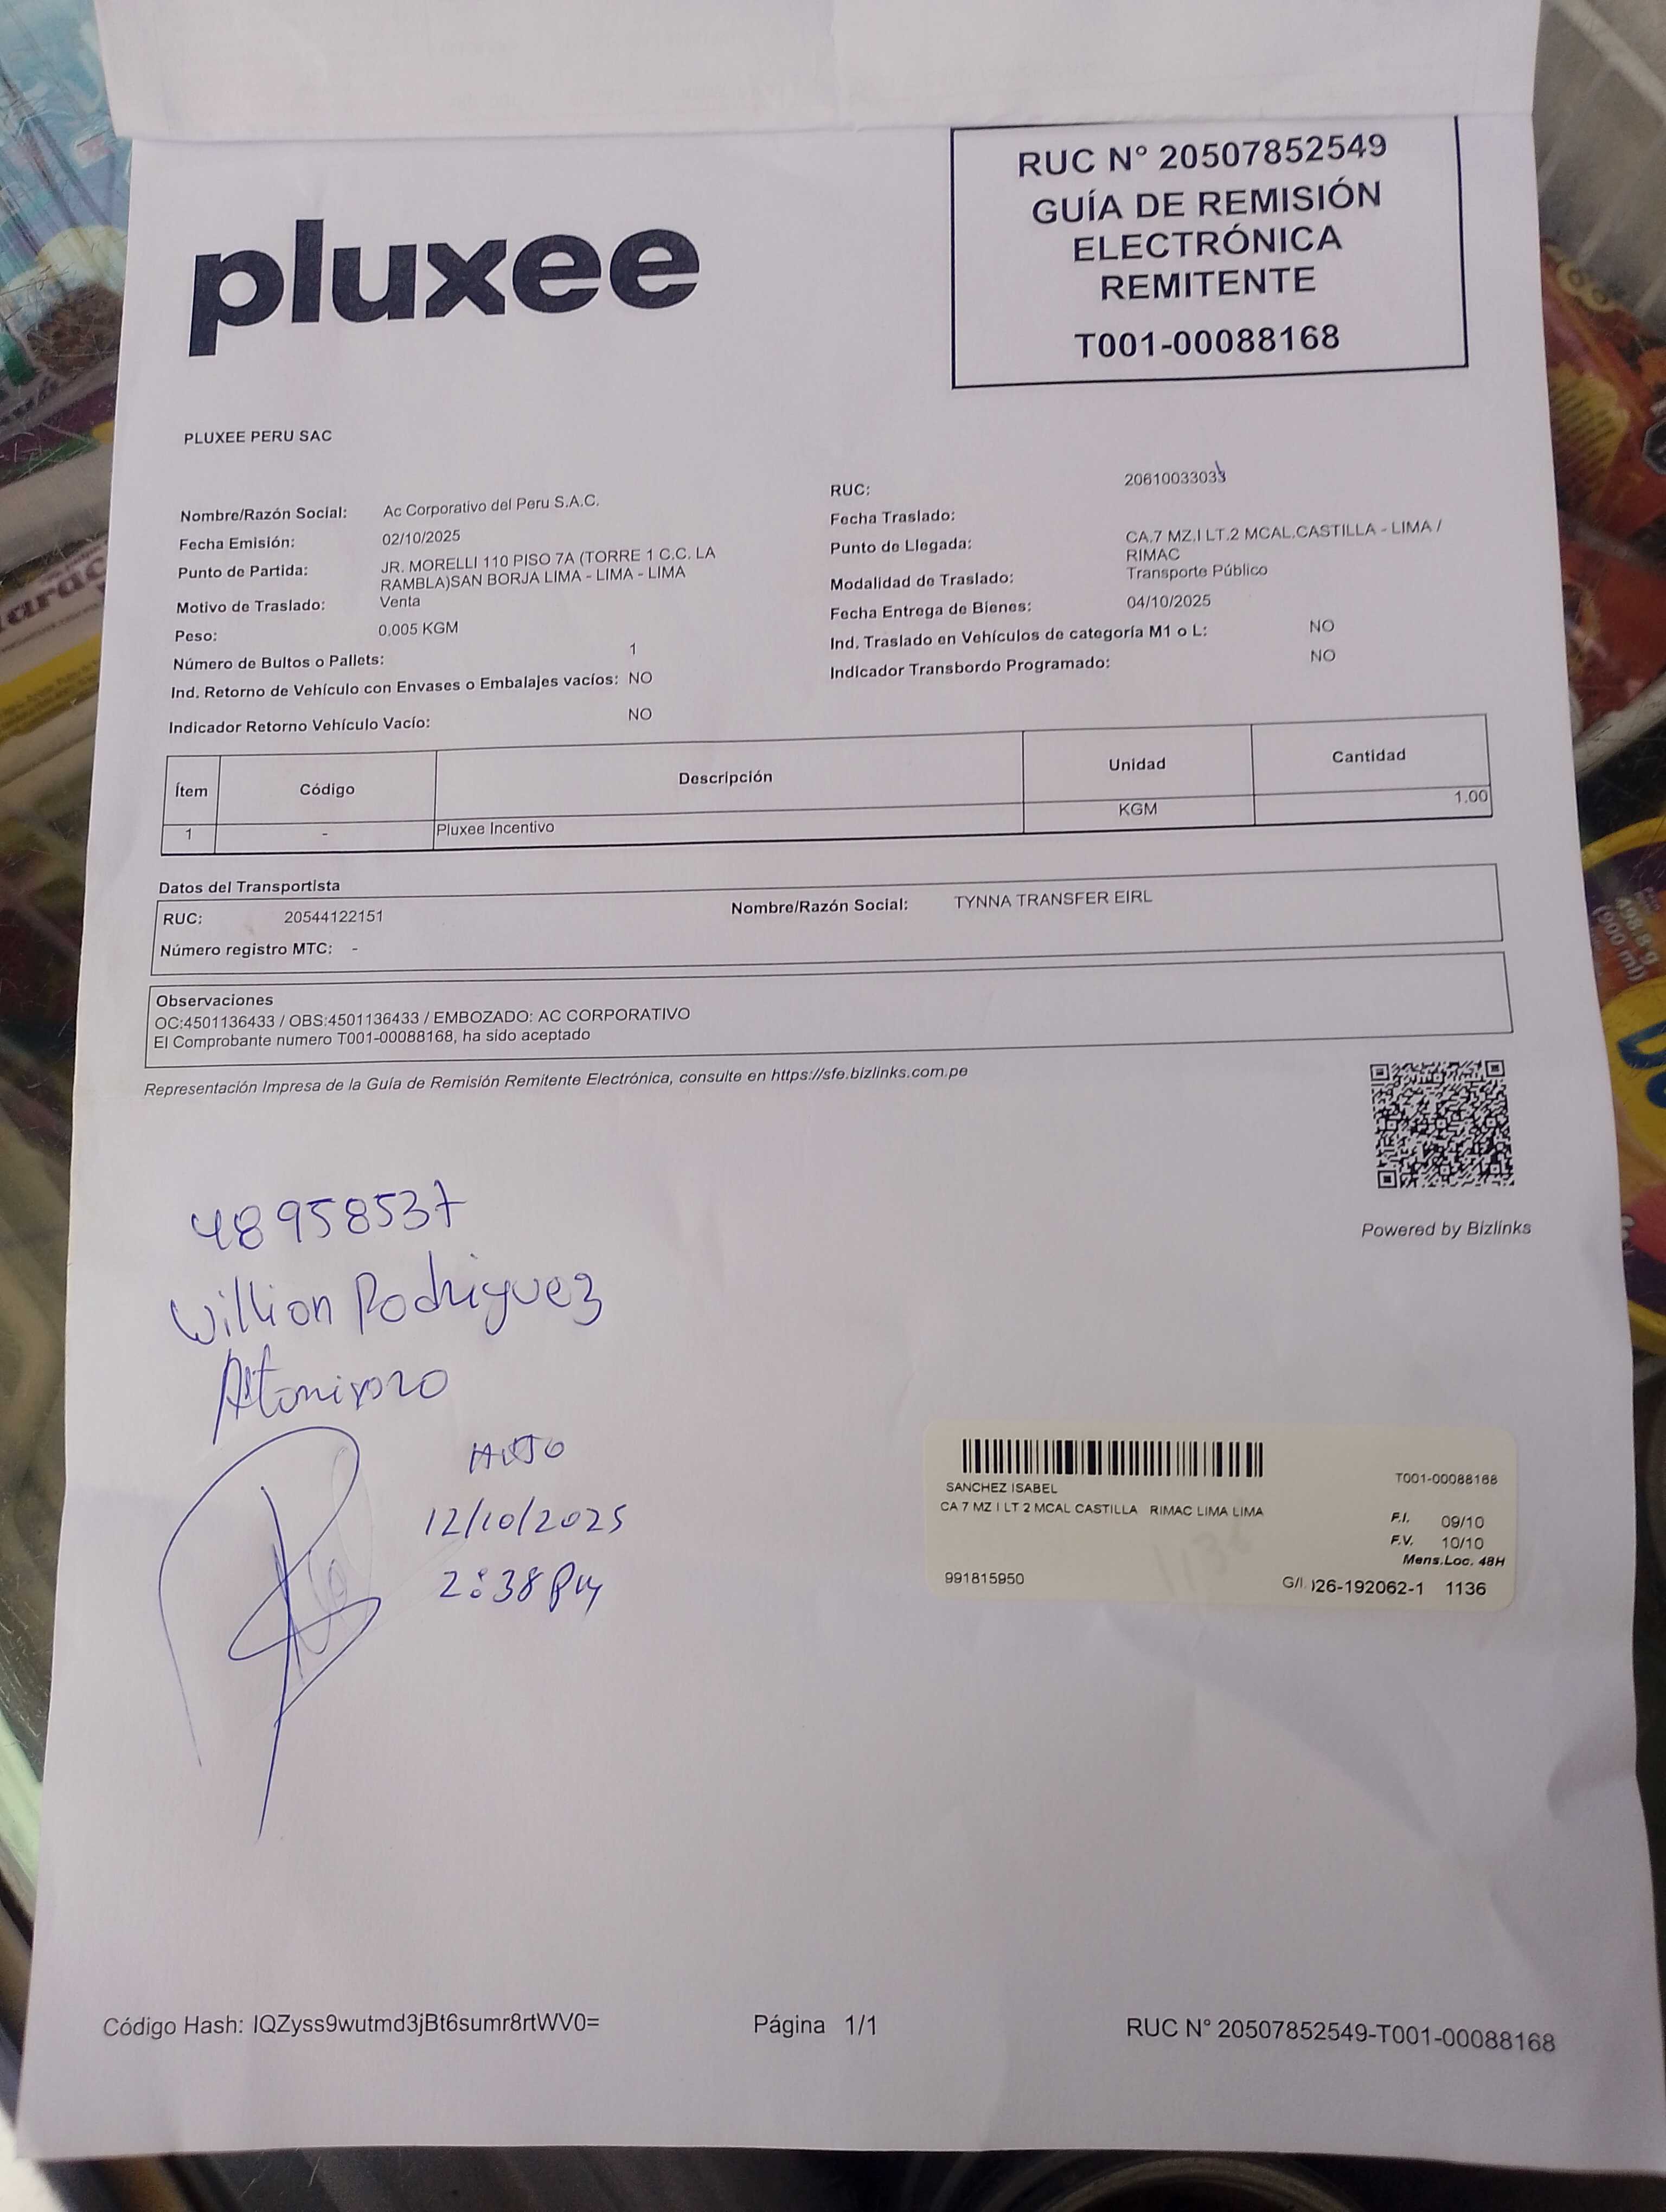 RUC N° 20507852549
GUÍA DE REMISIÓN
ELECTRÓNICA
REMITENTE
T001-00088168
pluxee
PLUXEE PERU SAC
Nombre/Razón Social: Ac Corporativo del Peru S.A.C.
Fecha Emisión: 02/10/2025
Punto de Partida: JR. MORELLI 110 PISO 7A (TORRE 1 C.C. LA
RAMBLA)SAN BORJA LIMA - LIMA - LIMA
Motivo de Traslado: Venta
Peso: 0.005 KGM
Número de Bultos o Pallets: 1
Ind. Retorno de Vehículo con Envases o Embalajes vacíos: NO
Indicador Retorno Vehículo Vacío: NO
RUC: 20610033033
Fecha Traslado:
Punto de Llegada: CA.7 MZ.I LT.2 MCAL.CASTILLA - LIMA /
RIMAC
Modalidad de Traslado: Transporte Público
Fecha Entrega de Bienes: 04/10/2025
Ind. Traslado en Vehículos de categoría M1 o L: NO
Indicador Transbordo Programado: NO
Ítem Código Descripción Unidad Cantidad
1 - Pluxee Incentivo KGM 1.00
Datos del Transportista
RUC: 20544122151 Nombre/Razón Social: TYNNA TRANSFER EIRL
Número registro MTC: -
Observaciones
OC:4501136433 / OBS:4501136433 / EMBOZADO: AC CORPORATIVO
El Comprobante numero T001-00088168, ha sido aceptado
Representación Impresa de la Guía de Remisión Remitente Electrónica, consulte en https://sfe.bizlinks.com.pe
Powered by Bizlinks
48958537
Willion Rodriguez
12/10/2025
2:38 Pm
SANCHEZ ISABEL
CA 7 MZ I LT 2 MCAL CASTILLA RIMAC LIMA LIMA
991815950
T001-00088168
F.I. 09/10
F.V. 10/10
Mens.Loc. 48H
G/I. 026-192062-1 1136
Código Hash: IQZyss9wutmd3jBt6sumr8rtWV0= Página 1/1 RUC N° 20507852549-T001-00088168